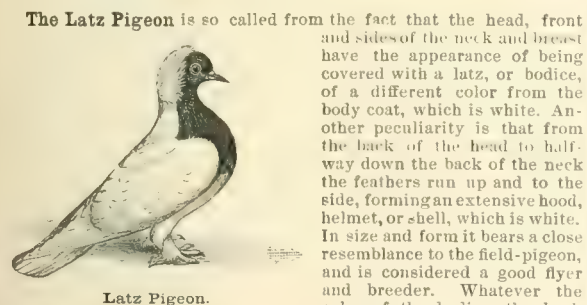 The Latz Pigeon is so called from the fact that the head, front
and sides of the neck and breast
have the appearance of being
covered with a latz, or bodice,
of a different color from the
body coat, which is white. An-
other peculiarity is that from
the back of the head to half-
way down the back of the neck
the feathers run up and to the
side, forming an extensive hood,
helmet, or shell, which is white.
In size and form it bears a close
resemblance to the field-pigeon,
and is considered a good flyer
and breeder. Whatever the
Latz Pigeon.